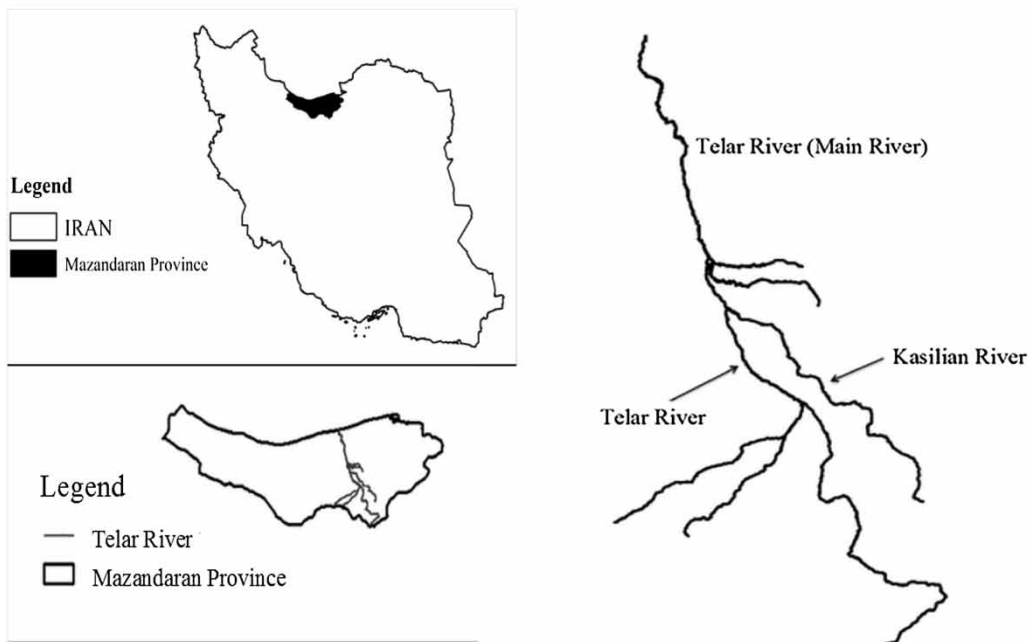 Legend
IRAN
Mazandaran Province
Legend
Telar River
Mazandaran Province
Telar River (Main River)
Kasilian River
Telar River